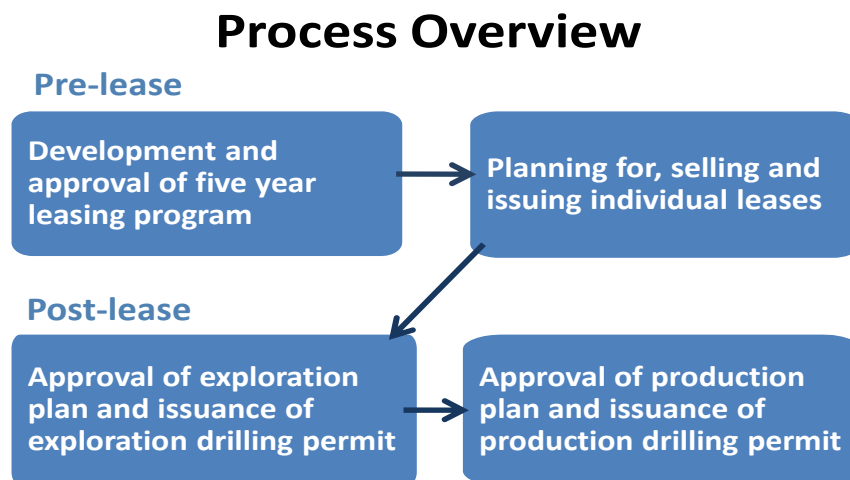 Process Overview
Pre-lease
Development and
approval of five year
leasing program
Planning for, selling and
issuing individual leases
Post-lease
Approval of exploration
plan and issuance of
exploration drilling permit
Approval of production
plan and issuance of
production drilling permit